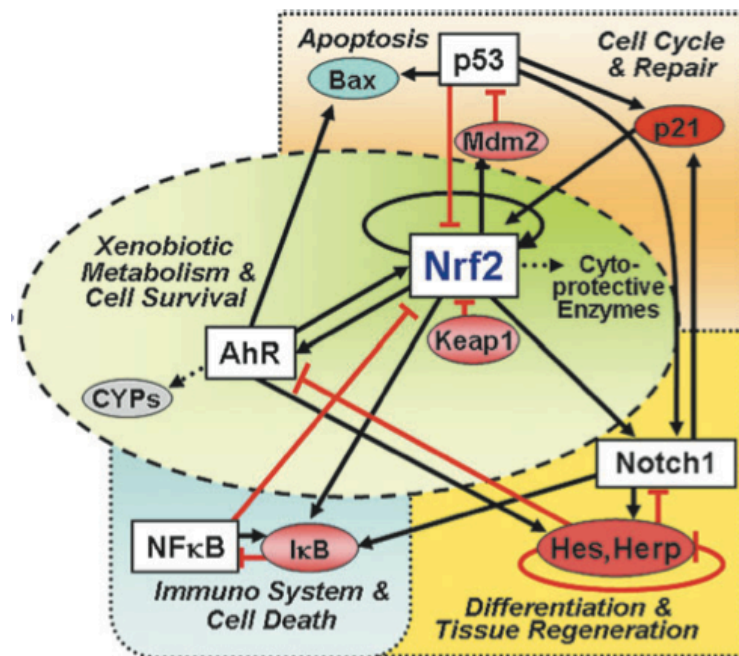 Apoptosis
p53
Cell Cycle
& Repair
Bax
Mdm2
p21
Xenobiotic
Metabolism &
Cell Survival
Nrf2
Cyto-
protective
Enzymes
AhR
Keap1
CYPs
Notch1
NFκB
IκB
Hes,Herp
Immuno System &
Cell Death
Differentiation &
Tissue Regeneration